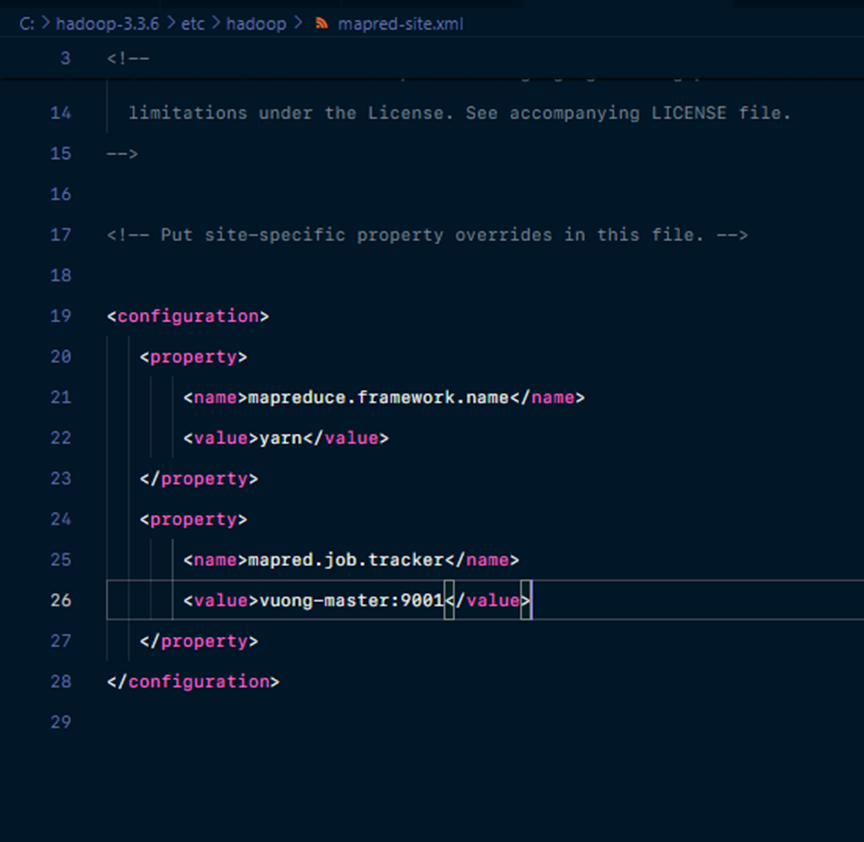 C: > hadoop-3.3.6 > etc > hadoop > mapred-site.xml
3 <!--
14 limitations under the License. See accompanying LICENSE file.
15 -->
16
17 <!-- Put site-specific property overrides in this file. -->
18
19 <configuration>
20 <property>
21 <name>mapreduce.framework.name</name>
22 <value>yarn</value>
23 </property>
24 <property>
25 <name>mapred.job.tracker</name>
26 <value>vuong-master:9001</value>
27 </property>
28 </configuration>
29